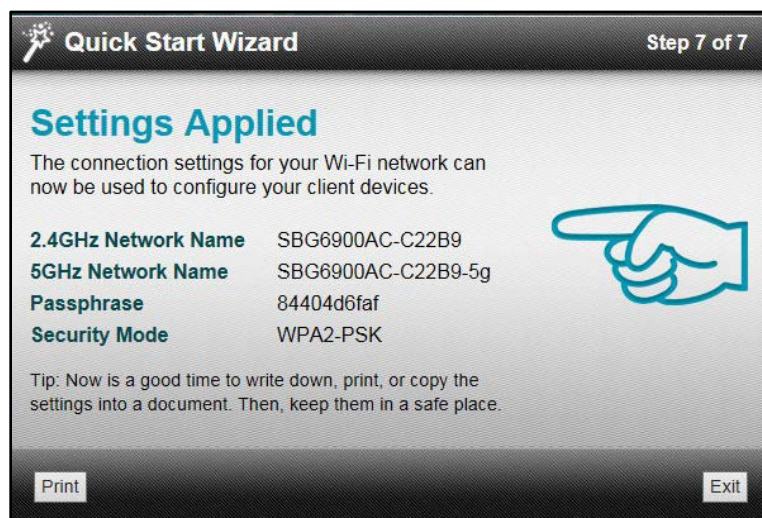 Quick Start Wizard
Step 7 of 7
Settings Applied
The connection settings for your Wi-Fi network can
now be used to configure your client devices.
2.4GHz Network Name SBG6900AC-C22B9
5GHz Network Name SBG6900AC-C22B9-5g
Passphrase 84404d6faf
Security Mode WPA2-PSK
Tip: Now is a good time to write down, print, or copy the
settings into a document. Then, keep them in a safe place.
Print
Exit